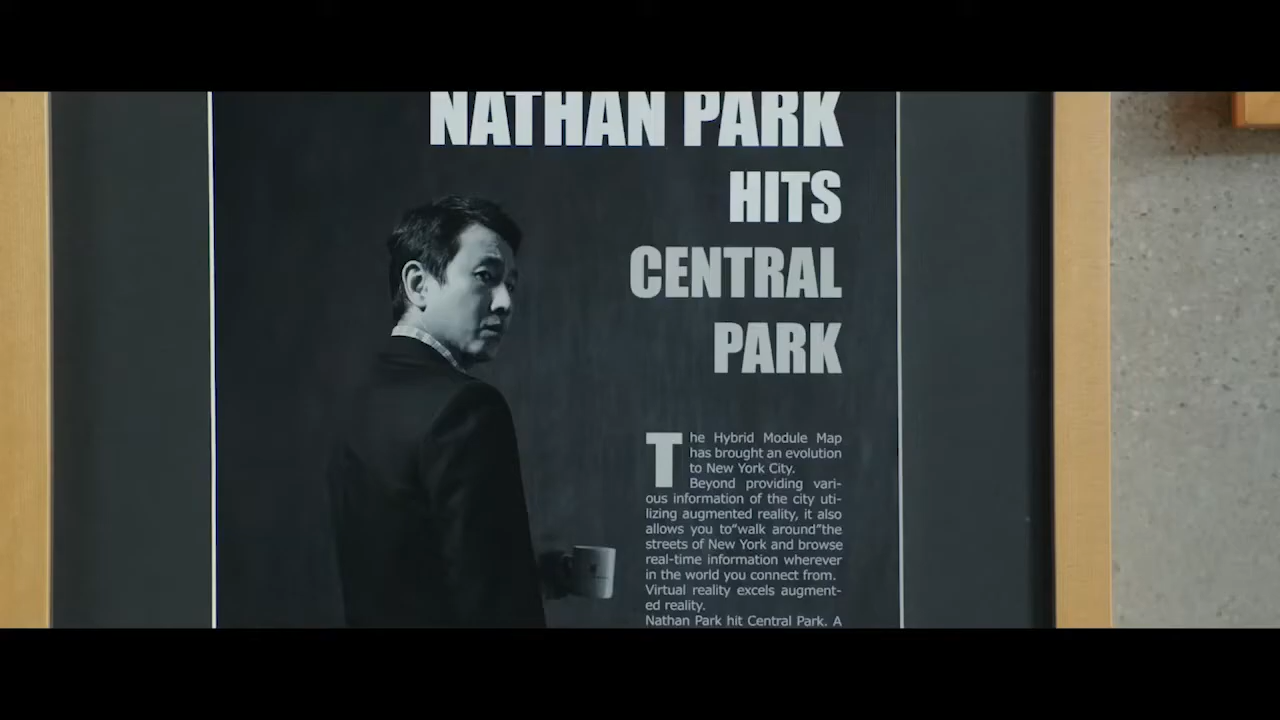 NATHAN PARK
HITS
CENTRAL
PARK
The Hybrid Module Map
has brought an evolution
to New York City.
Beyond providing vari-
ous information of the city uti-
lizing augmented reality, it also
allows you to“walk around”the
streets of New York and browse
real-time information wherever
in the world you connect from.
Virtual reality excels augment-
ed reality.
Nathan Park hit Central Park. A